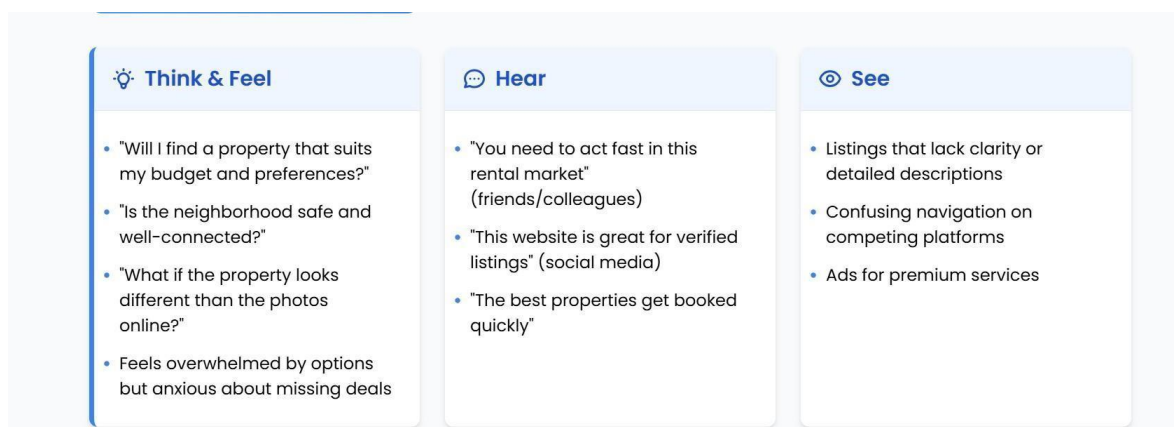 Think & Feel
"Will I find a property that suits
my budget and preferences?"
"Is the neighborhood safe and
well-connected?"
"What if the property looks
different than the photos
online?"
Feels overwhelmed by options
but anxious about missing deals
Hear
"You need to act fast in this
rental market"
(friends/colleagues)
"This website is great for verified
listings" (social media)
"The best properties get booked
quickly"
See
Listings that lack clarity or
detailed descriptions
Confusing navigation on
competing platforms
Ads for premium services